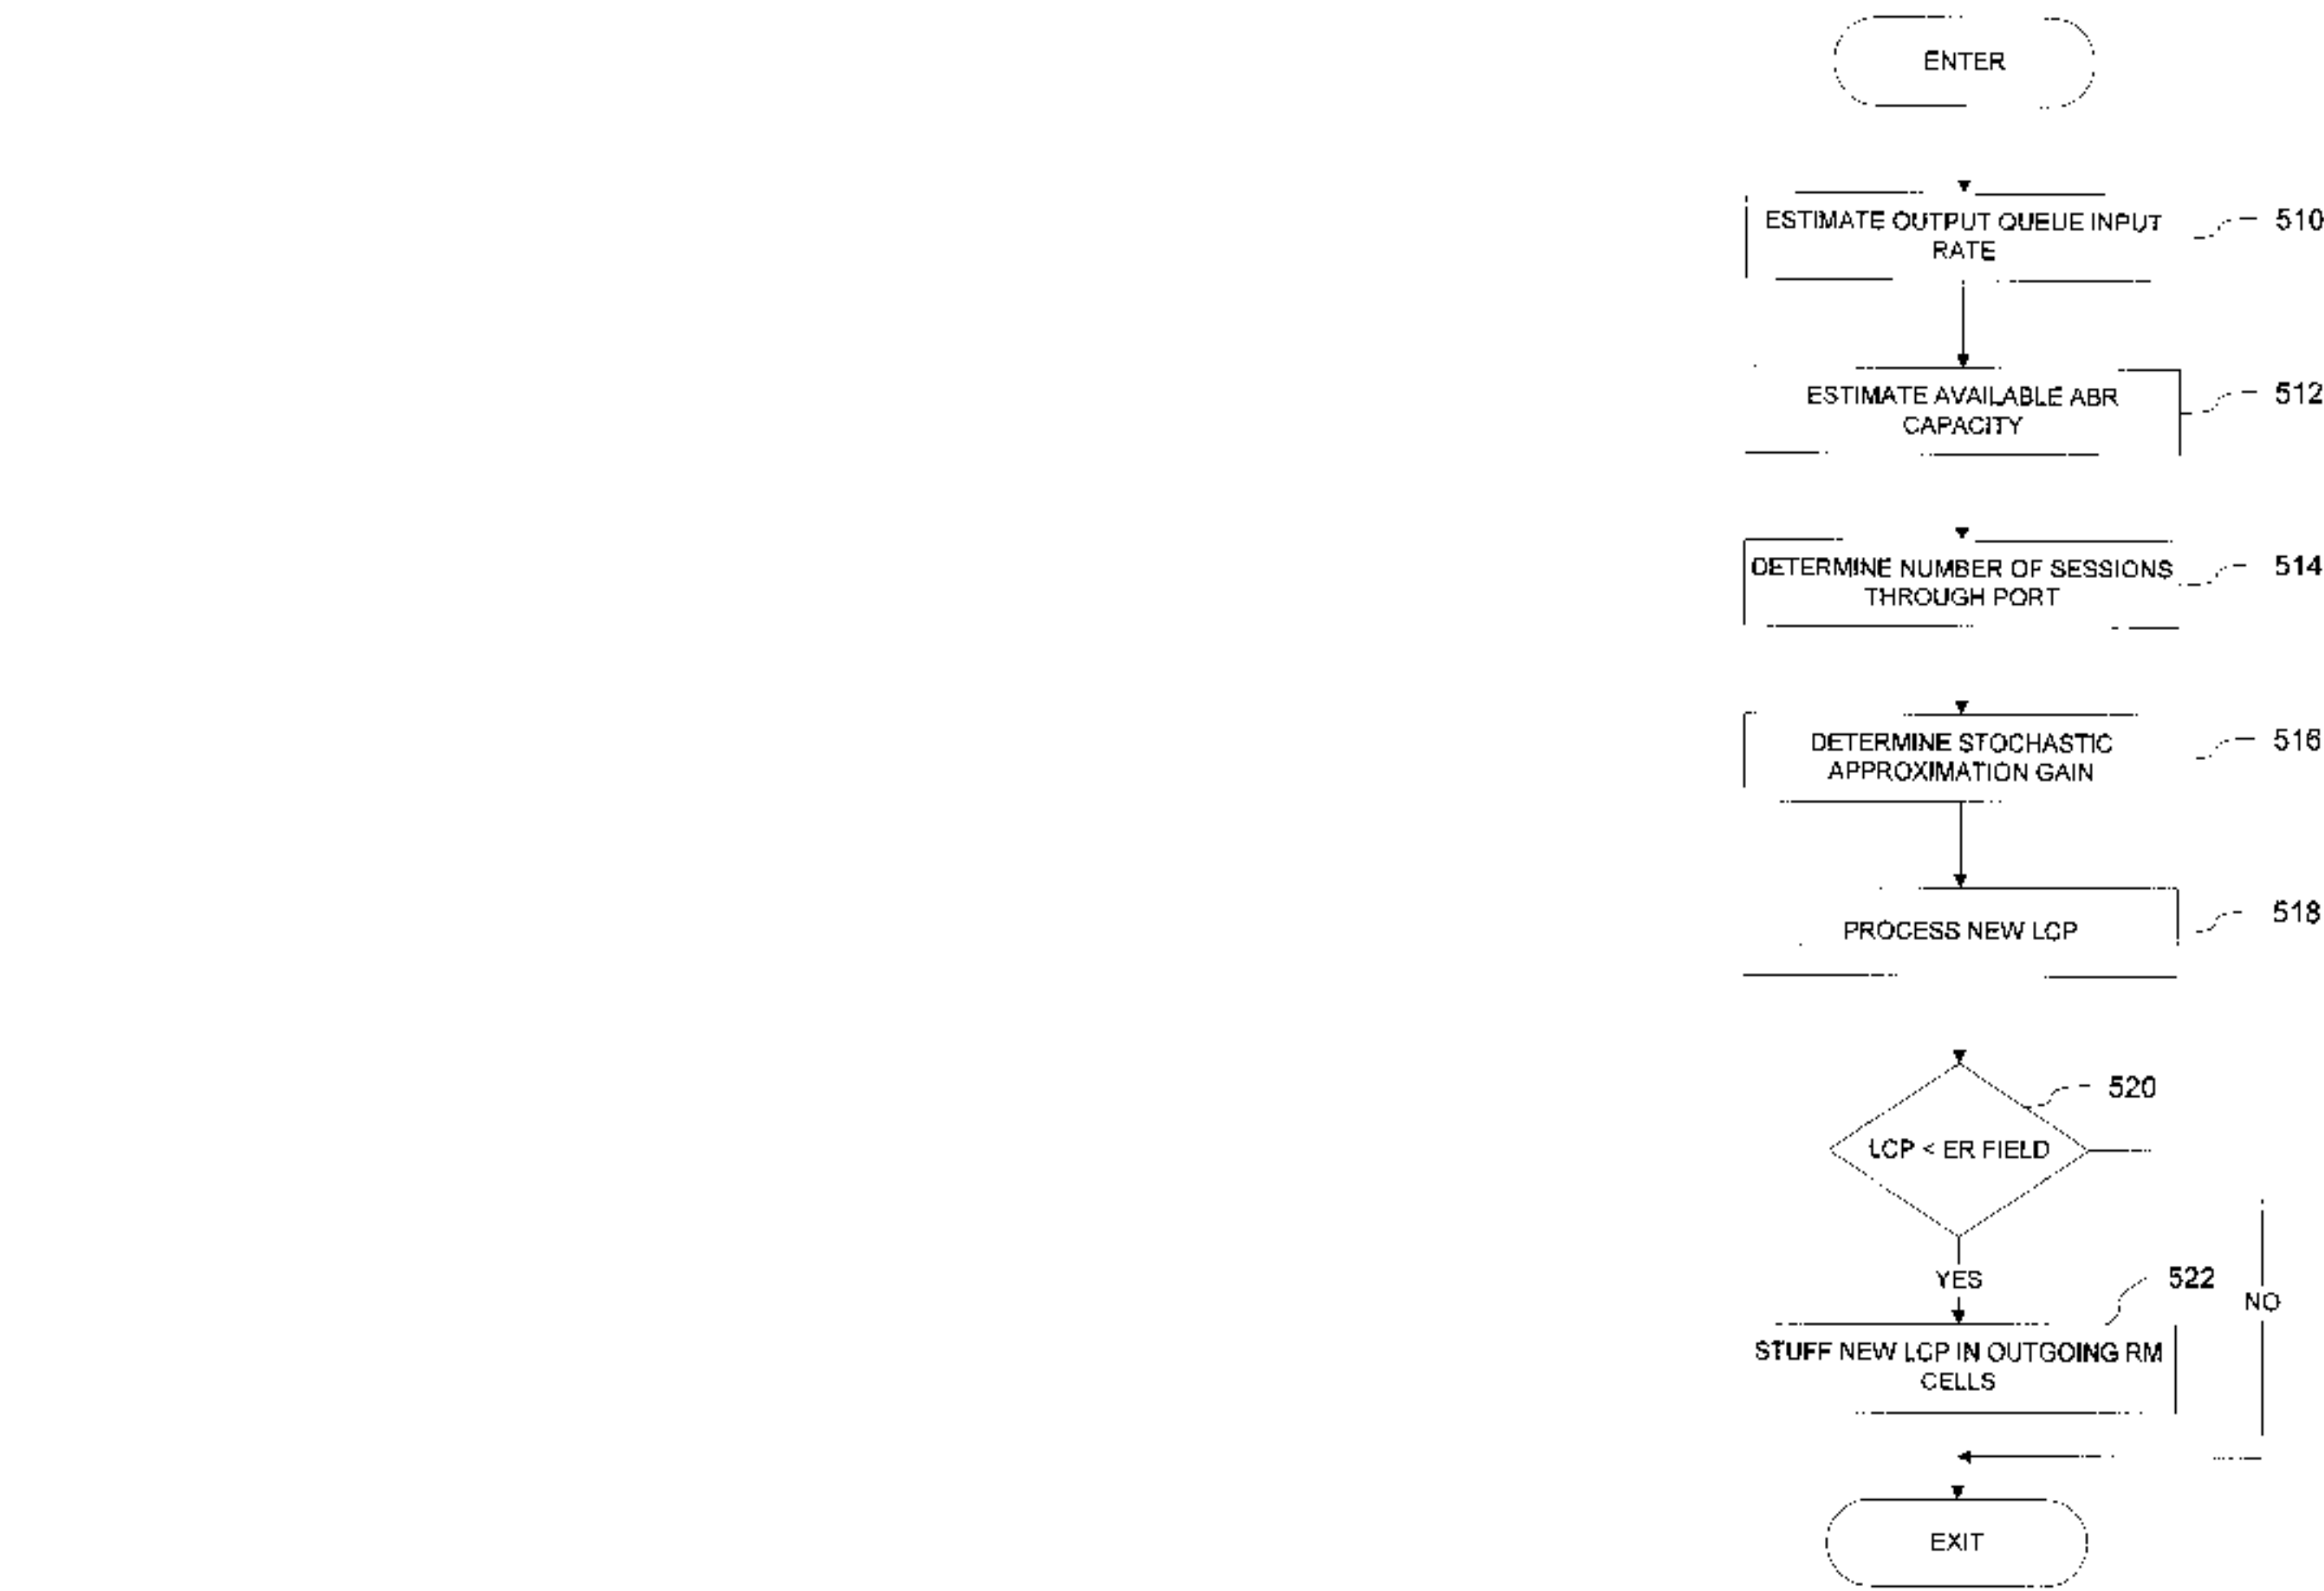 ENTER
ESTIMATE OUTPUT QUEUE INPUT
RATE
510
ESTIMATE AVAILABLE ABR
CAPACITY
512
DETERMINE NUMBER OF SESSIONS
THROUGH PORT
514
DETERMINE STOCHASTIC
APPROXIMATION GAIN
516
PROCESS NEW LCP
518
520
LCP < ER FIELD
YES
522
NO
STUFF NEW LCP IN OUTGOING RM
CELLS
EXIT